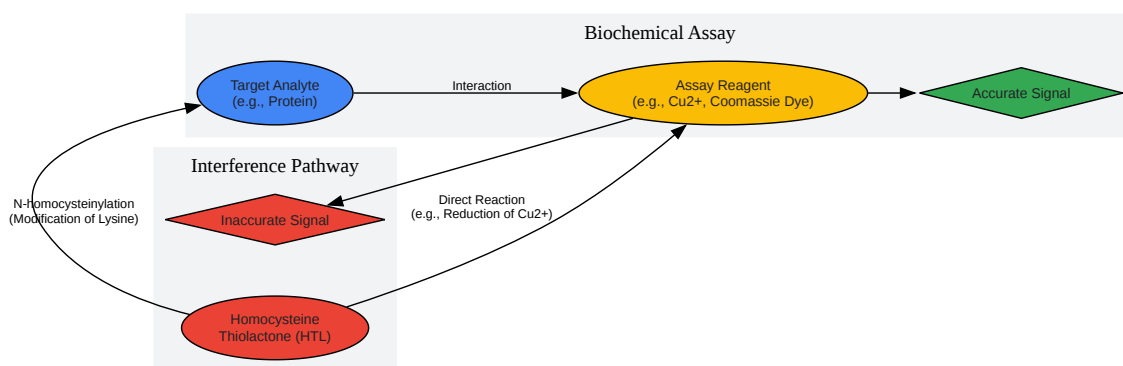 Biochemical Assay
Target Analyte
(e.g., Protein)
Interaction
Assay Reagent
(e.g., Cu2+, Coomassie Dye)
Accurate Signal
Interference Pathway
N-homocysteinylation
(Modification of Lysine)
Inaccurate Signal
Direct Reaction
(e.g., Reduction of Cu2+)
Homocysteine
Thiolactone (HTL)